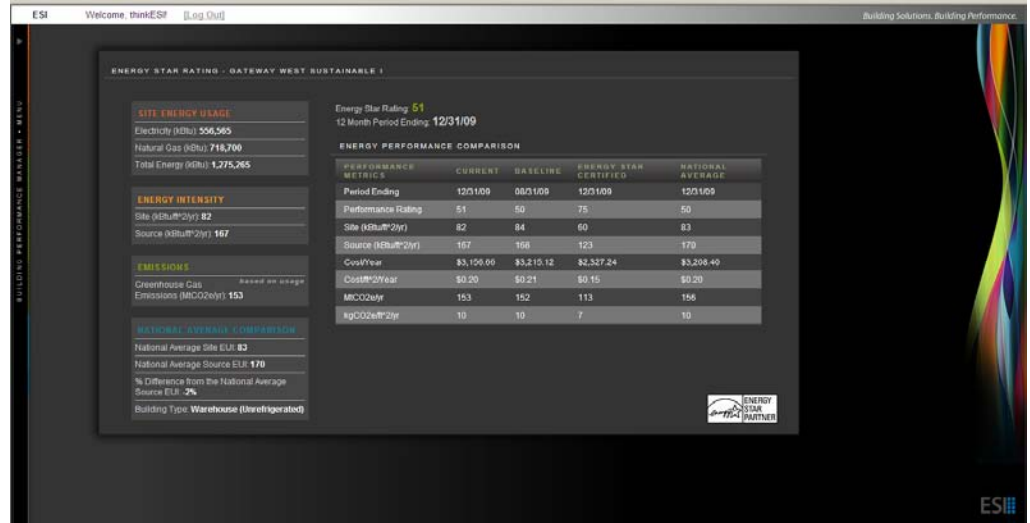 ESI Welcome, thinkESI! [Log Out] Building Solutions. Building Performance.
BUILDING PERFORMANCE MANAGER • MENU
ENERGY STAR RATING - GATEWAY WEST SUSTAINABLE I
SITE ENERGY USAGE
Electricity (kBtu): 556,565
Natural Gas (kBtu): 718,700
Total Energy (kBtu): 1,275,265
ENERGY INTENSITY
Site (kBtu/ft^2/yr): 82
Source (kBtu/ft^2/yr): 167
EMISSIONS
based on usage
Greenhouse Gas
Emissions (MtCO2e/yr): 153
NATIONAL AVERAGE COMPARISON
National Average Site EUI: 83
National Average Source EUI: 170
% Difference from the National Average
Source EUI: -2%
Building Type: Warehouse (Unrefrigerated)
Energy Star Rating: 51
12 Month Period Ending: 12/31/09
ENERGY PERFORMANCE COMPARISON
PERFORMANCE METRICS CURRENT BASELINE ENERGY STAR CERTIFIED NATIONAL AVERAGE
Period Ending 12/31/09 08/31/09 12/31/09 12/31/09
Performance Rating 51 50 75 50
Site (kBtu/ft^2/yr) 82 84 60 83
Source (kBtu/ft^2/yr) 167 168 123 170
Cost/Year $3,215.12 $2,327.24 $3,208.40
Cost/ft^2/Year $0.20 $0.21 $0.15 $0.20
MtCO2e/yr 153 152 113 156
kgCO2e/ft^2/yr 10 10 7 10
energy
ENERGY
STAR
PARTNER
ESI